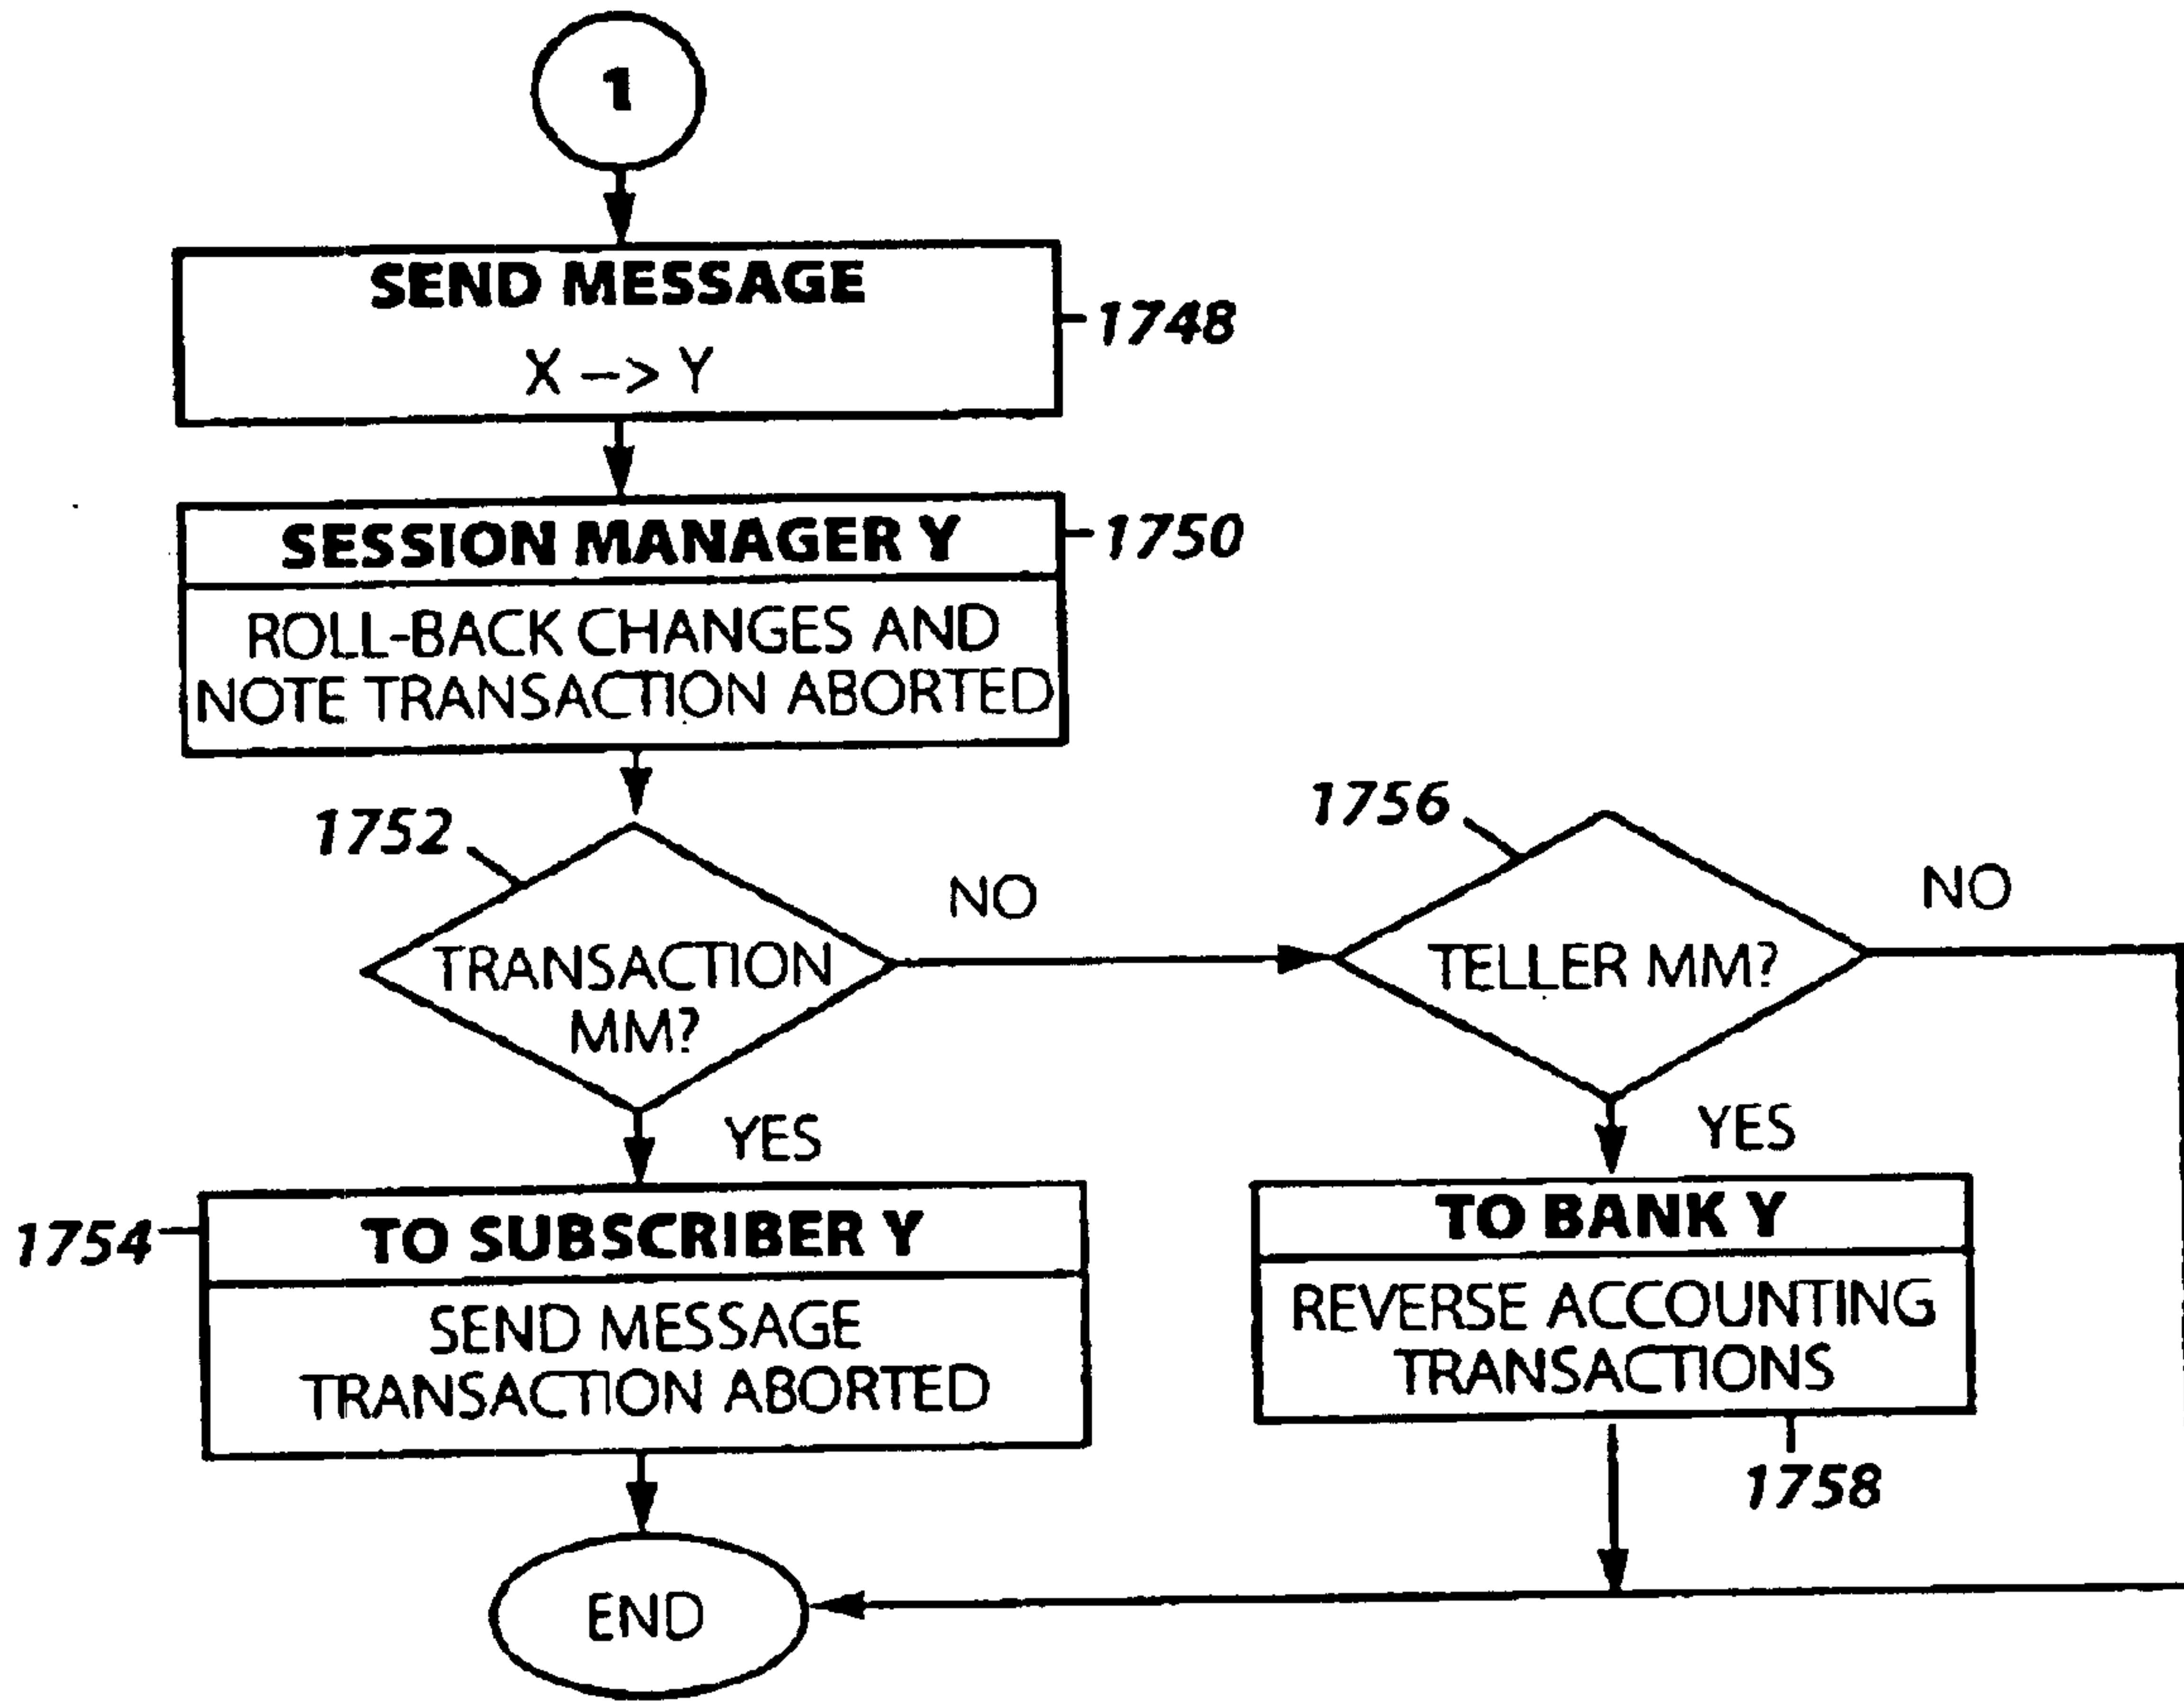 1
SEND MESSAGE
X –> Y
1748
SESSION MANAGER Y
1750
ROLL-BACK CHANGES AND
NOTE TRANSACTION ABORTED
1752
TRANSACTION
MM?
NO
1756
TELLER MM?
NO
YES
YES
1754
TO SUBSCRIBER Y
SEND MESSAGE
TRANSACTION ABORTED
TO BANK Y
REVERSE ACCOUNTING
TRANSACTIONS
1758
END